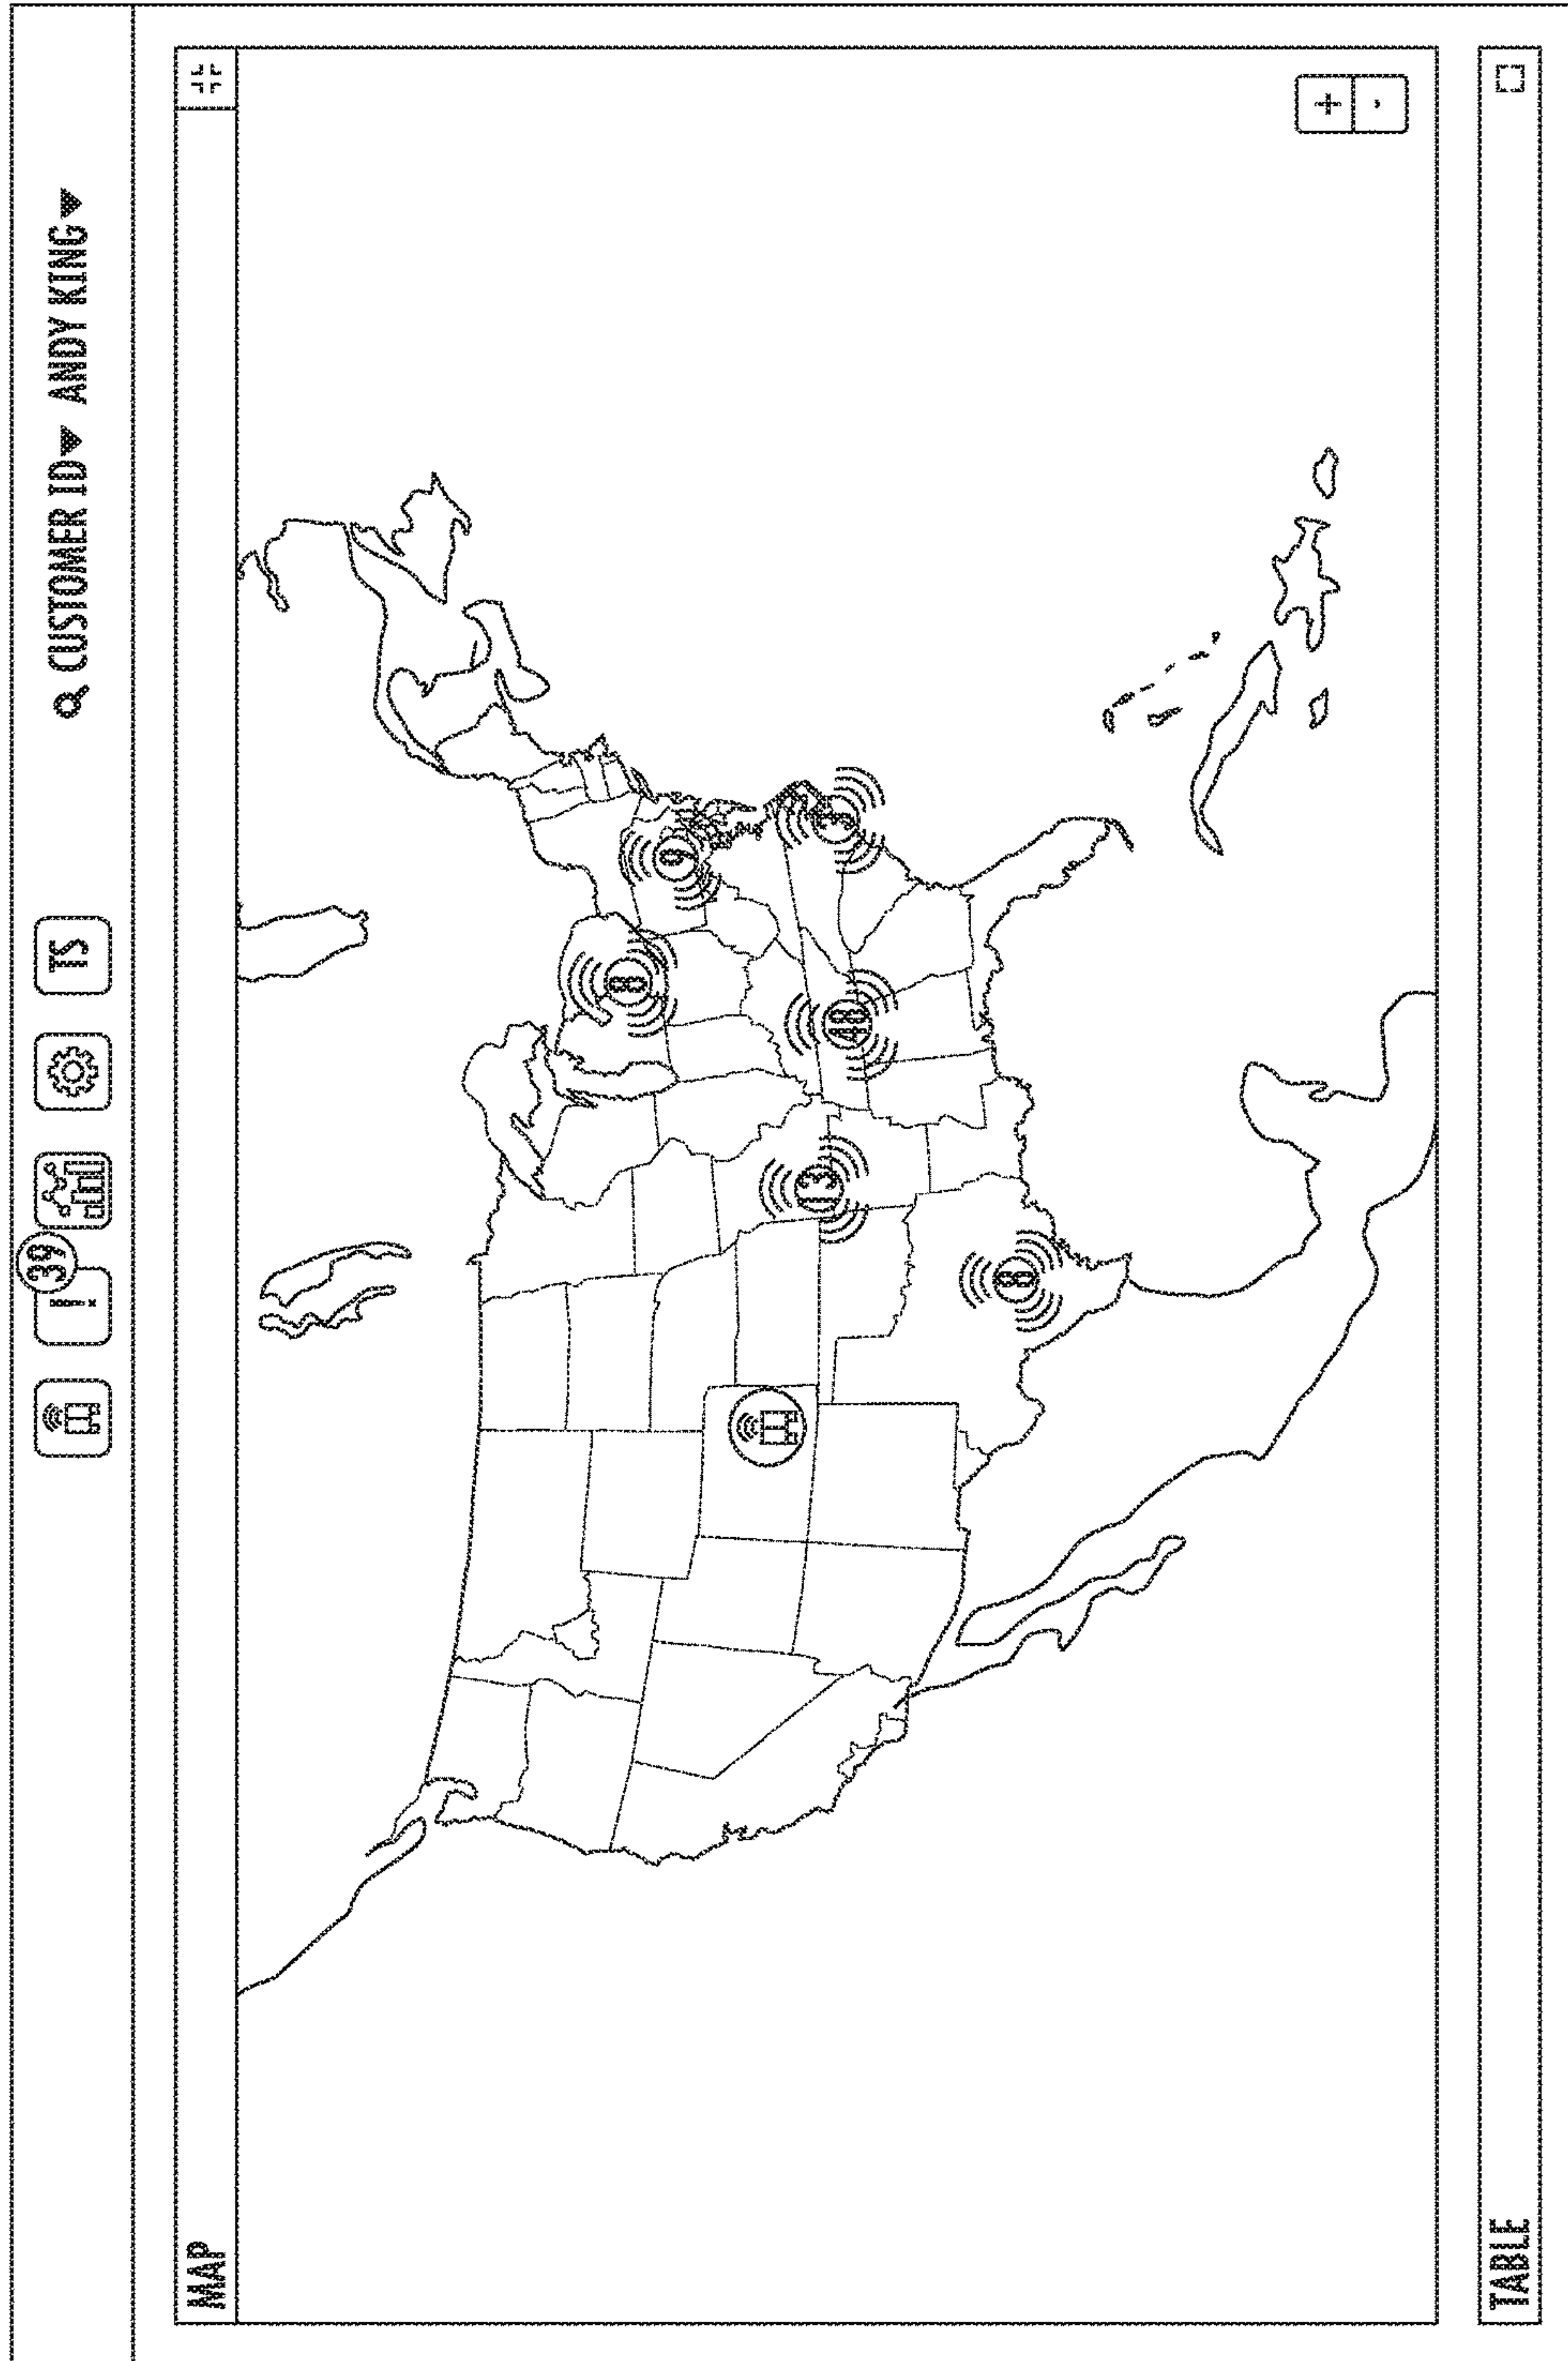 39
TS
CUSTOMER ID▼ ANDY KING▼
MAP
8
9
13
48
3
8
+
-
TABLE